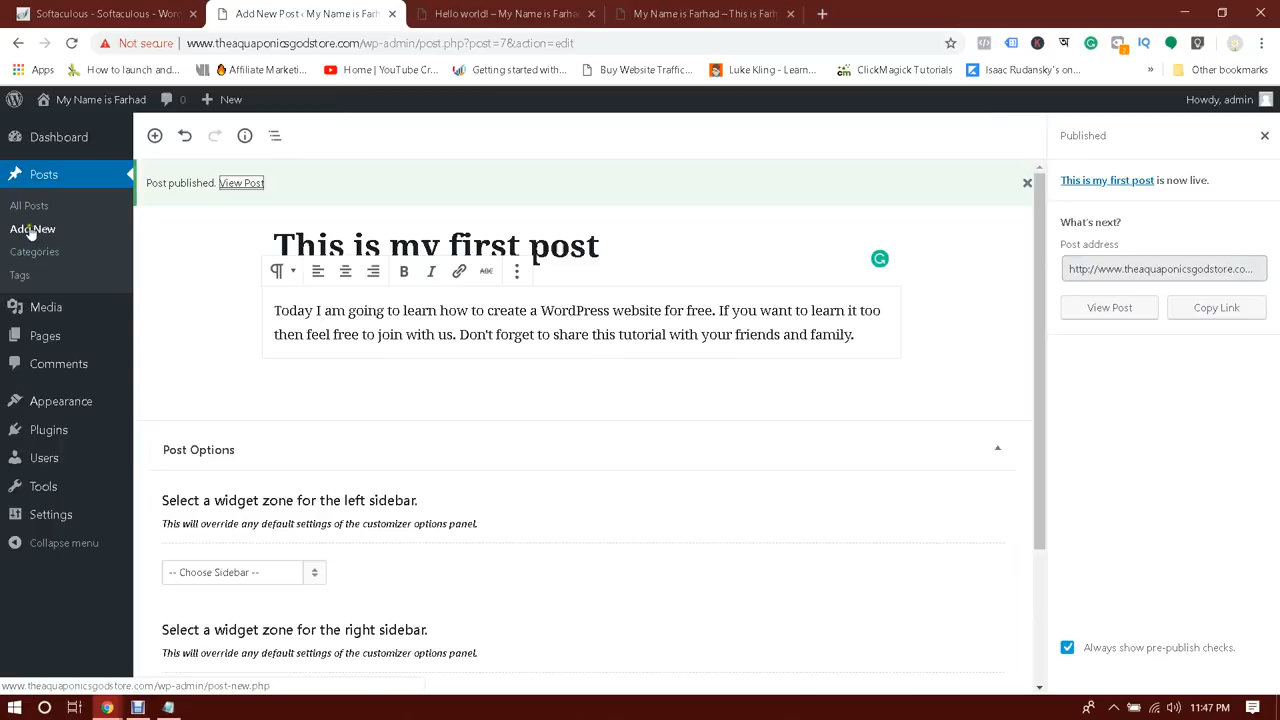 Softaculous - Softaculous - Wor
Add New Post ‹ My Name is Farh
Hello world! – My Name is Farhad
My Name is Farhad – This is Farh
Not secure | www.theaquaponicsgodstore.com/wp-admin/post.php?post=7&action=edit
Apps
How to launch and...
Affiliate Marketi...
Home | YouTube Cr...
Getting started with...
Buy Website Traffic...
Luke Kling - Learn...
ClickMagick Tutorials
Isaac Rudansky's on...
»
Other bookmarks
My Name is Farhad
0
New
Howdy, admin
Dashboard
Posts
All Posts
Add New
Categories
Tags
Media
Pages
Comments
Appearance
Plugins
Users
Tools
Settings
Collapse menu
Post published. View Post
This is my first post
B I ABC
Today I am going to learn how to create a WordPress website for free. If you want to learn it too
then feel free to join with us. Don't forget to share this tutorial with your friends and family.
Post Options
Select a widget zone for the left sidebar.
This will override any default settings of the customizer options panel.
-- Choose Sidebar --
Select a widget zone for the right sidebar.
This will override any default settings of the customizer options panel.
Published
This is my first post is now live.
What's next?
Post address
http://www.theaquaponicsgodstore.co...
View Post
Copy Link
Always show pre-publish checks.
www.theaquaponicsgodstore.com/wp-admin/post-new.php
11:47 PM